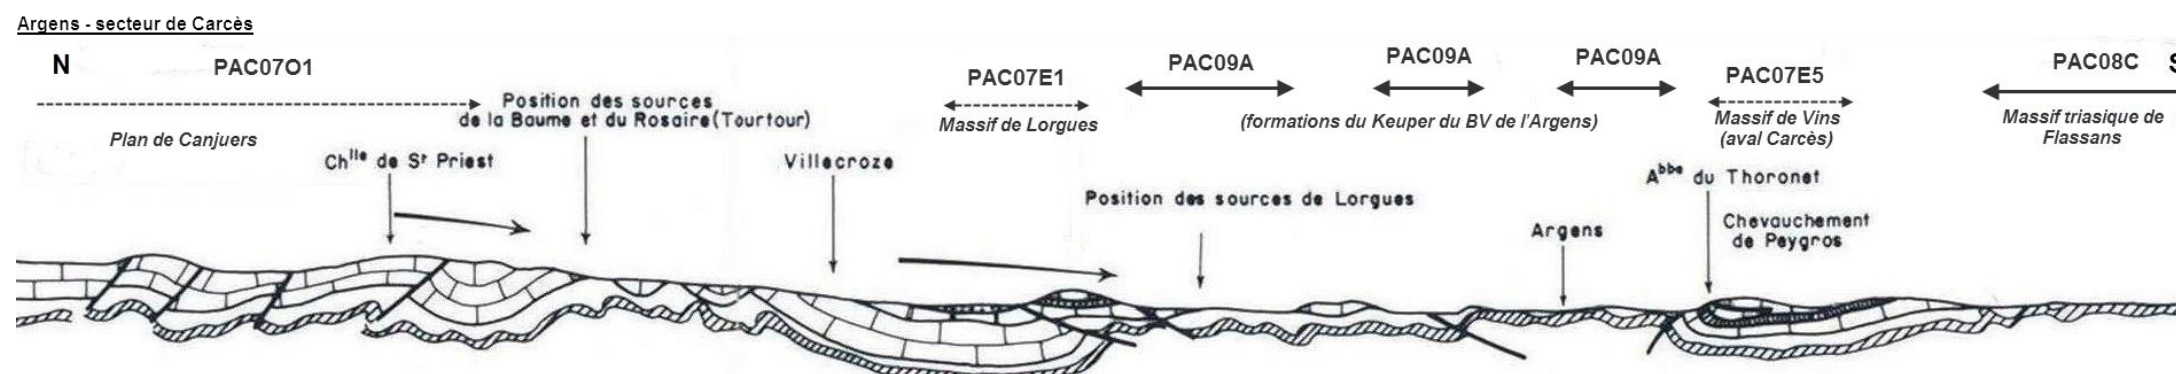 Argens - secteur de Carcès
N
PAC07O1
Plan de Canjuers
Chlle de St Priest
Position des sources
de la Baume et du Rosaire (Tourtour)
Villecroze
PAC07E1
Massif de Lorgues
PAC09A
PAC09A
PAC09A
(formations du Keuper du BV de l'Argens)
Position des sources de Lorgues
Argens
PAC07E5
Massif de Vins
(aval Carcès)
Abbe du Thoronet
Chevauchement
de Peygros
PAC08C
S
Massif triasique de
Flassans